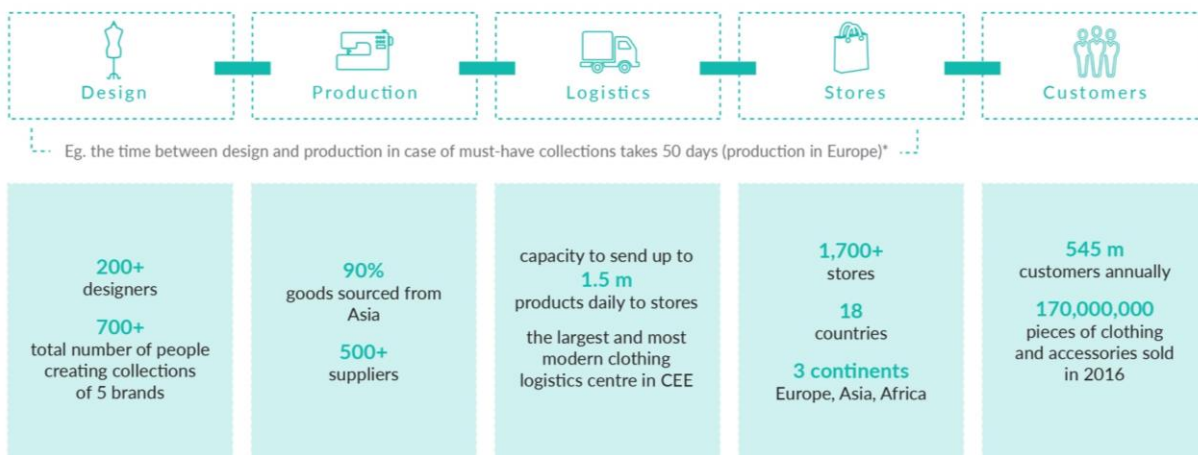 Design
Production
Logistics
Stores
Customers
Eg. the time between design and production in case of must-have collections takes 50 days (production in Europe)*
200+
designers
700+
total number of people
creating collections
of 5 brands
90%
goods sourced from
Asia
500+
suppliers
capacity to send up to
1.5 m
products daily to stores
the largest and most
modern clothing
logistics centre in CEE
1,700+
stores
18
countries
3 continents
Europe, Asia, Africa
545 m
customers annually
170,000,000
pieces of clothing
and accessories sold
in 2016